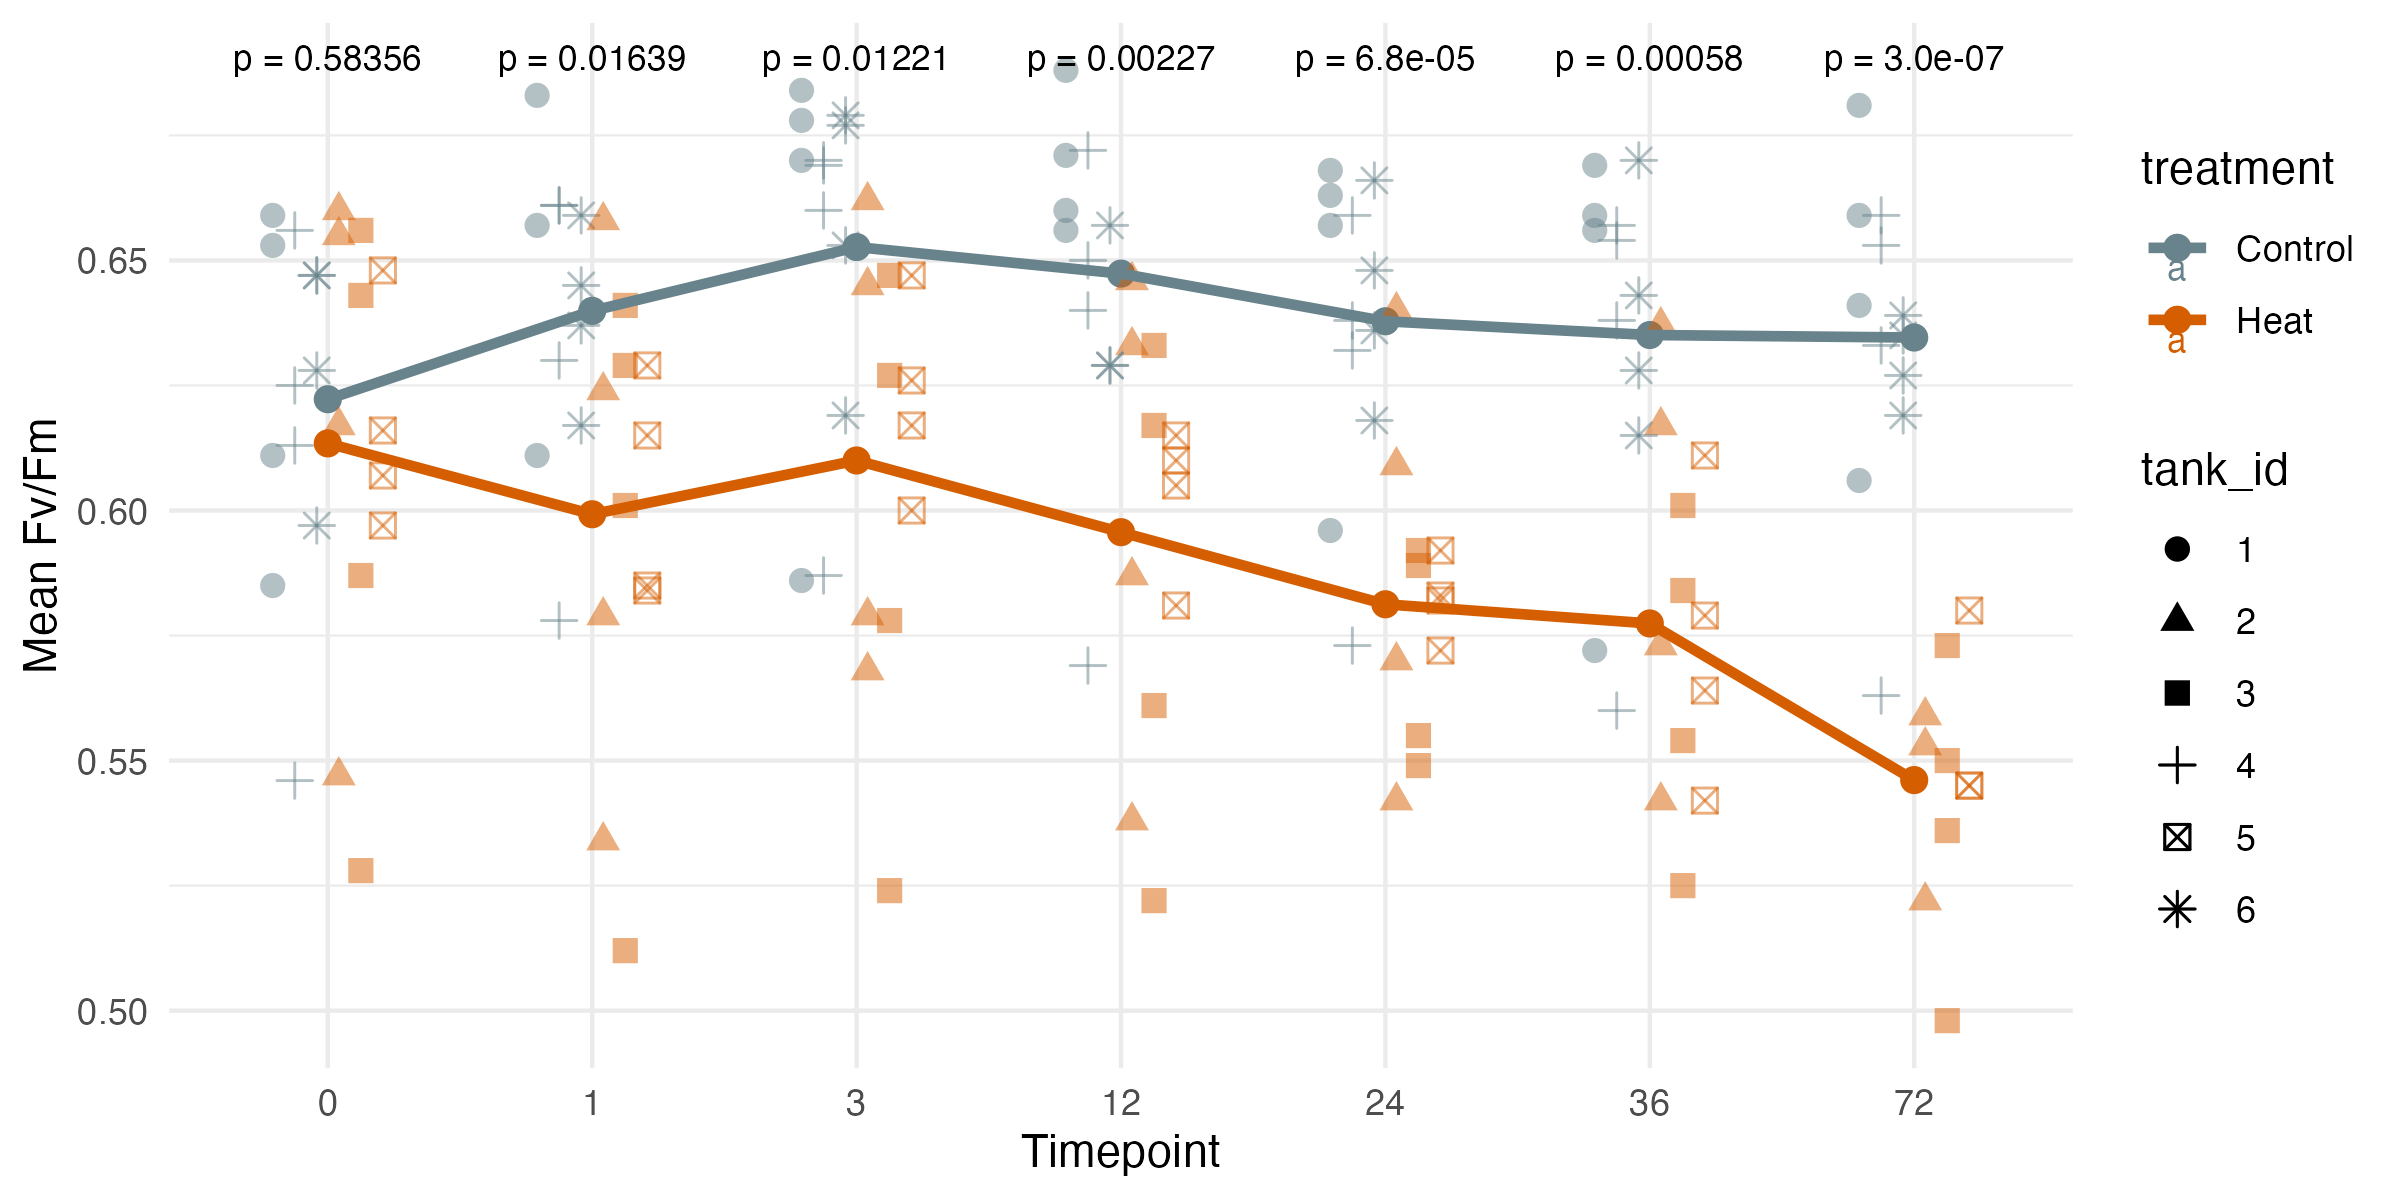 p = 0.58356 p = 0.01639 p = 0.01221 p = 0.00227 p = 6.8e-05 p = 0.00058 p = 3.0e-07
Mean Fv/Fm
0.65
0.60
0.55
0.50
0 1 3 12 24 36 72
Timepoint
treatment
a Control
a Heat
tank_id
1
2
3
4
5
6